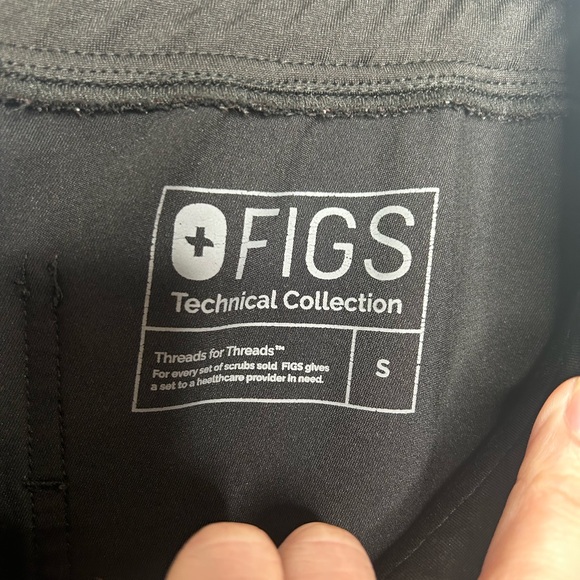 FIGS
Technical Collection
Threads for Threads™
For every set of scrubs sold FIGS gives
a set to a healthcare provider in need.
S